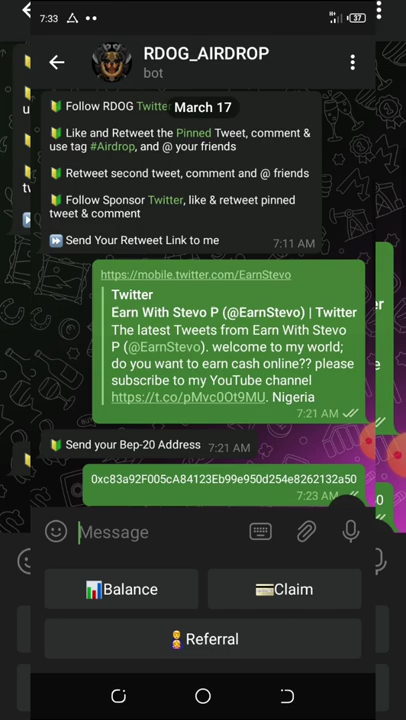 7:33
37
RDOG_AIRDROP
bot
Follow RDOG Twitter
March 17
Like and Retweet the Pinned Tweet, comment &
use tag #Airdrop, and @ your friends
Retweet second tweet, comment and @ friends
Follow Sponsor Twitter, like & retweet pinned
tweet & comment
Send Your Retweet Link to me
7:11 AM
https://mobile.twitter.com/EarnStevo
Twitter
Earn With Stevo P (@EarnStevo) | Twitter
The latest Tweets from Earn With Stevo
P (@EarnStevo). welcome to my world;
do you want to earn cash online?? please
subscribe to my YouTube channel
https://t.co/pMvc0Ot9MU. Nigeria
7:21 AM
Send your Bep-20 Address 7:21 AM
0xc83a92F005cA84123Eb99e950d254e8262132a50
7:23 AM
Message
Balance
Claim
Referral